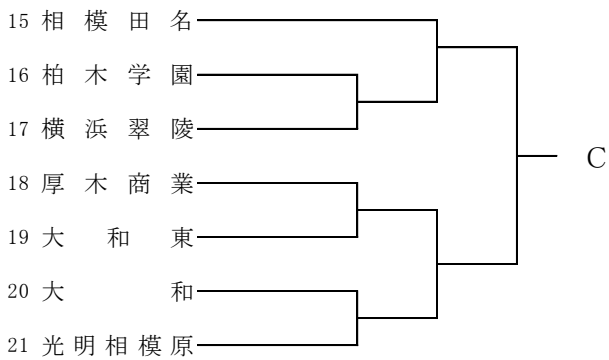 15 相模田名
16 柏木学園
17 横浜翠陵
18 厚木商業
19 大和東
20 大和
21 光明相模原
C